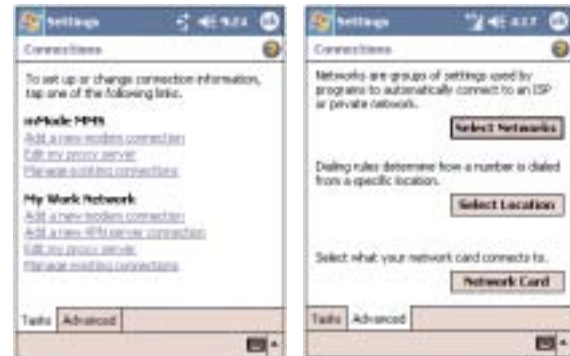 Settings 9:24 ok
Connections
To set up or change connection information,
tap one of the following links.
mMode MMS
Add a new modem connection
Edit my proxy server
Manage existing connections
My Work Network
Add a new modem connection
Add a new VPN server connection
Edit my proxy server
Manage existing connections
Tasks Advanced
Settings 4:17 ok
Connections
Networks are groups of settings used by
programs to automatically connect to an ISP
or private network.
Select Networks
Dialing rules determine how a number is dialed
from a specific location.
Select Location
Select what your network card connects to.
Network Card
Tasks Advanced